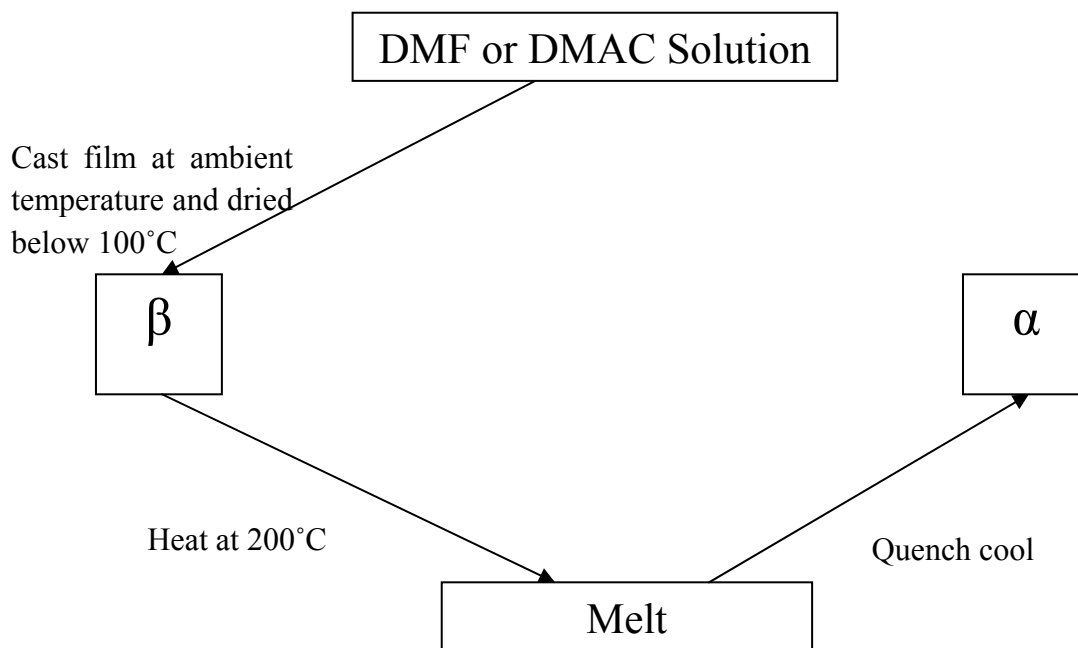 DMF or DMAC Solution
Cast film at ambient
temperature and dried
below 100˚C
β
α
Heat at 200˚C
Quench cool
Melt